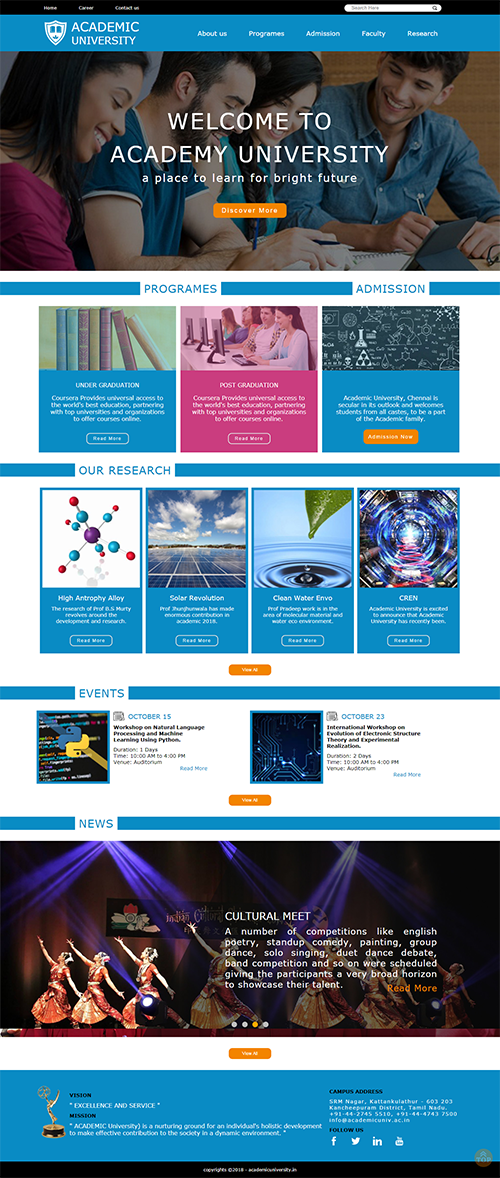 Home Career Contact us Search Here
ACADEMIC
UNIVERSITY
About us Programes Admission Faculty Research
WELCOME TO
ACADEMY UNIVERSITY
a place to learn for bright future
Discover More
PROGRAMES
ADMISSION
UNDER GRADUATION
Coursera Provides universal access to
the world's best education, partnering
with top universities and organizations
to offer courses online.
Read More
POST GRADUATION
Coursera Provides universal access to
the world's best education, partnering
with top universities and organizations
to offer courses online.
Read More
Academic University, Chennai is
secular in its outlook and welcomes
students from all castes, to be a part
of the Academic family.
Admission Now
OUR RESEARCH
High Antrophy Alloy
The research of Prof B.S Murty
revolves around the
development and research.
Read More
Solar Revolution
Prof Jhunjhunwala has made
enormous contribution in
academic 2018.
Read More
Clean Water Envo
Prof Pradeep work is in the
area of molecular material and
water eco environment.
Read More
CREN
Academic University is excited
to announce that Academic
University has recently been.
Read More
View All
EVENTS
OCTOBER 15
Workshop on Natural Language
Processing and Machine
Learning Using Python.
Duration: 1 Days
Time: 10:00 AM to 4:00 PM
Venue: Auditorium
Read More
OCTOBER 23
International Workshop on
Evolution of Electronic Structure
Theory and Experimental
Realization.
Duration: 2 Days
Time: 10:00 AM to 4:00 PM
Venue: Auditorium
Read More
View All
NEWS
CULTURAL MEET
A number of competitions like english
poetry, standup comedy, painting, group
dance, solo singing, duet dance debate,
band competition and so on were scheduled
giving the participants a very broad horizon
to showcase their talent.
Read More
View All
VISION
" EXCELLENCE AND SERVICE "
MISSION
" ACADEMIC University) is a nurturing ground for an individual's holistic development
to make effective contribution to the society in a dynamic environment. "
CAMPUS ADDRESS
SRM Nagar, Kattankulathur - 603 203
Kancheepuram District, Tamil Nadu.
+91-44-2745 5510, +91-44-4743 7500
info@academicuniv.ac.in
FOLLOW US
copyrights ©2018 - academicuniversity.in